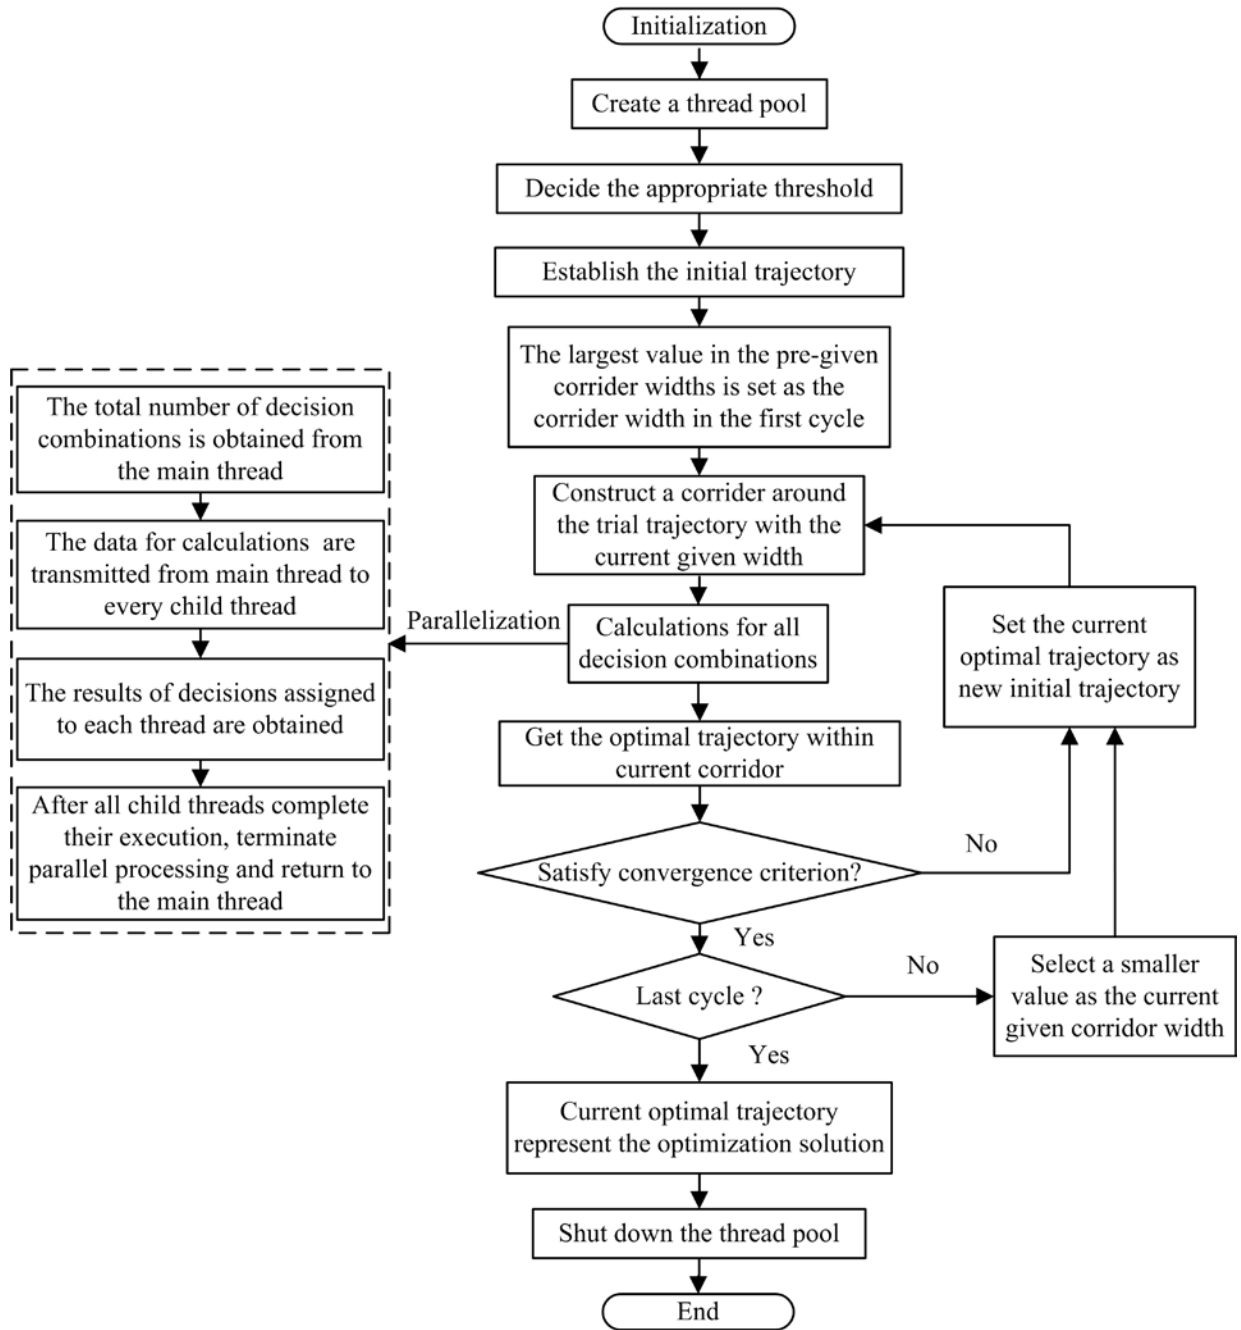 Initialization
Create a thread pool
Decide the appropriate threshold
Establish the initial trajectory
The largest value in the pre-given
corrider widths is set as the
corrider width in the first cycle
Construct a corrider around
the trial trajectory with the
current given width
Parallelization
Calculations for all
decision combinations
The total number of decision
combinations is obtained from
the main thread
The data for calculations are
transmitted from main thread to
every child thread
The results of decisions assigned
to each thread are obtained
After all child threads complete
their execution, terminate
parallel processing and return to
the main thread
Get the optimal trajectory within
current corridor
Satisfy convergence criterion?
No
Set the current
optimal trajectory as
new initial trajectory
Yes
Last cycle ?
No
Select a smaller
value as the current
given corridor width
Yes
Current optimal trajectory
represent the optimization solution
Shut down the thread pool
End